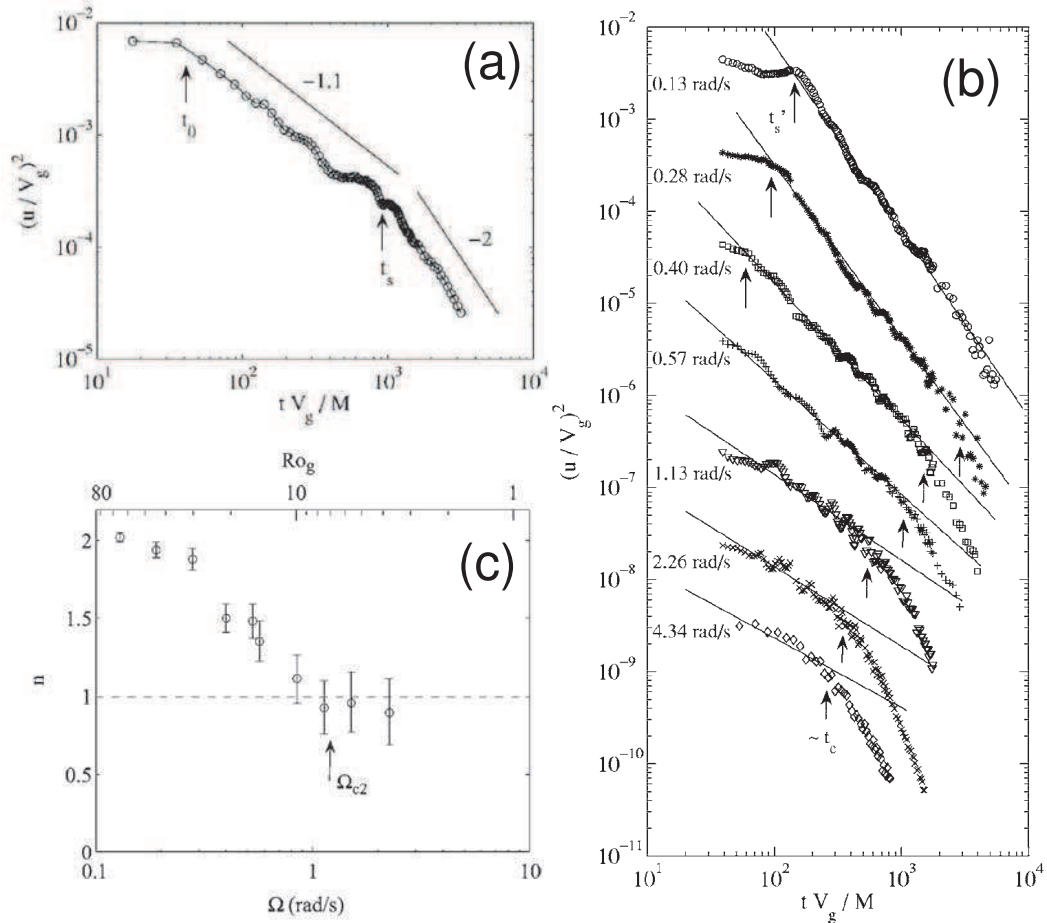 (a)
10^-2
10^-3
10^-4
10^-5
(u / V_g)^2
t_0
−1.1
t_s
−2
10^1
10^2
10^3
10^4
t V_g / M
(b)
10^-2
10^-3
10^-4
10^-5
10^-6
10^-7
10^-8
10^-9
10^-10
10^-11
(u / V_g)^2
0.13 rad/s
t_s'
0.28 rad/s
0.40 rad/s
0.57 rad/s
1.13 rad/s
2.26 rad/s
4.34 rad/s
~ t_c
10^1
10^2
10^3
10^4
t V_g / M
Ro_g
80
10
1
(c)
2
1.5
1
0.5
0
n
Ω_c2
0.1
1
10
Ω (rad/s)